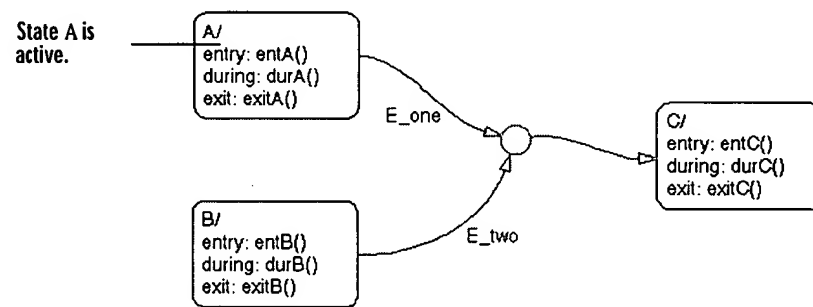 State A is
active.
A/
entry: entA()
during: durA()
exit: exitA()
E_one
C/
entry: entC()
during: durC()
exit: exitC()
B/
entry: entB()
during: durB()
exit: exitB()
E_two